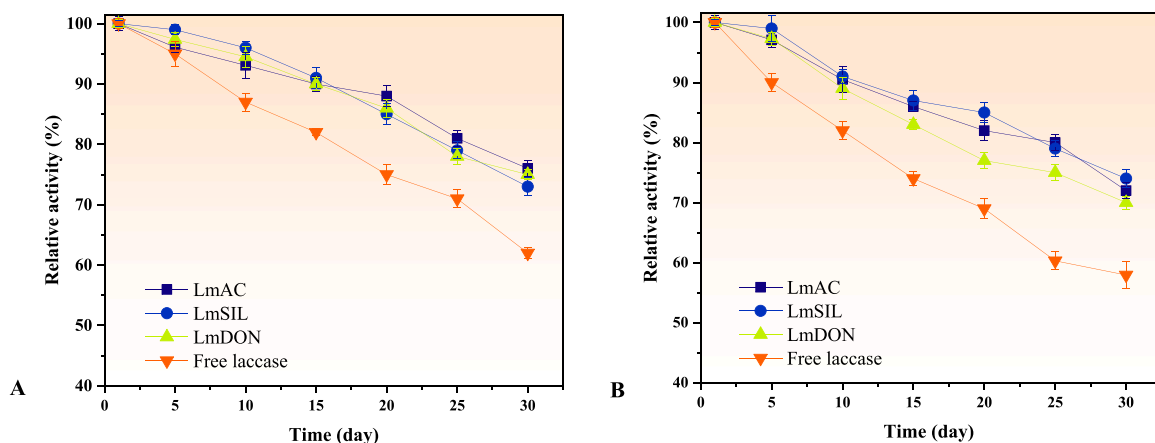 Relative activity (%)
100
90
80
70
60
50
40
LmAC
LmSIL
LmDON
Free laccase
0
5
10
15
20
25
30
Time (day)
A
Relative activity (%)
100
90
80
70
60
50
40
LmAC
LmSIL
LmDON
Free laccase
0
5
10
15
20
25
30
Time (day)
B